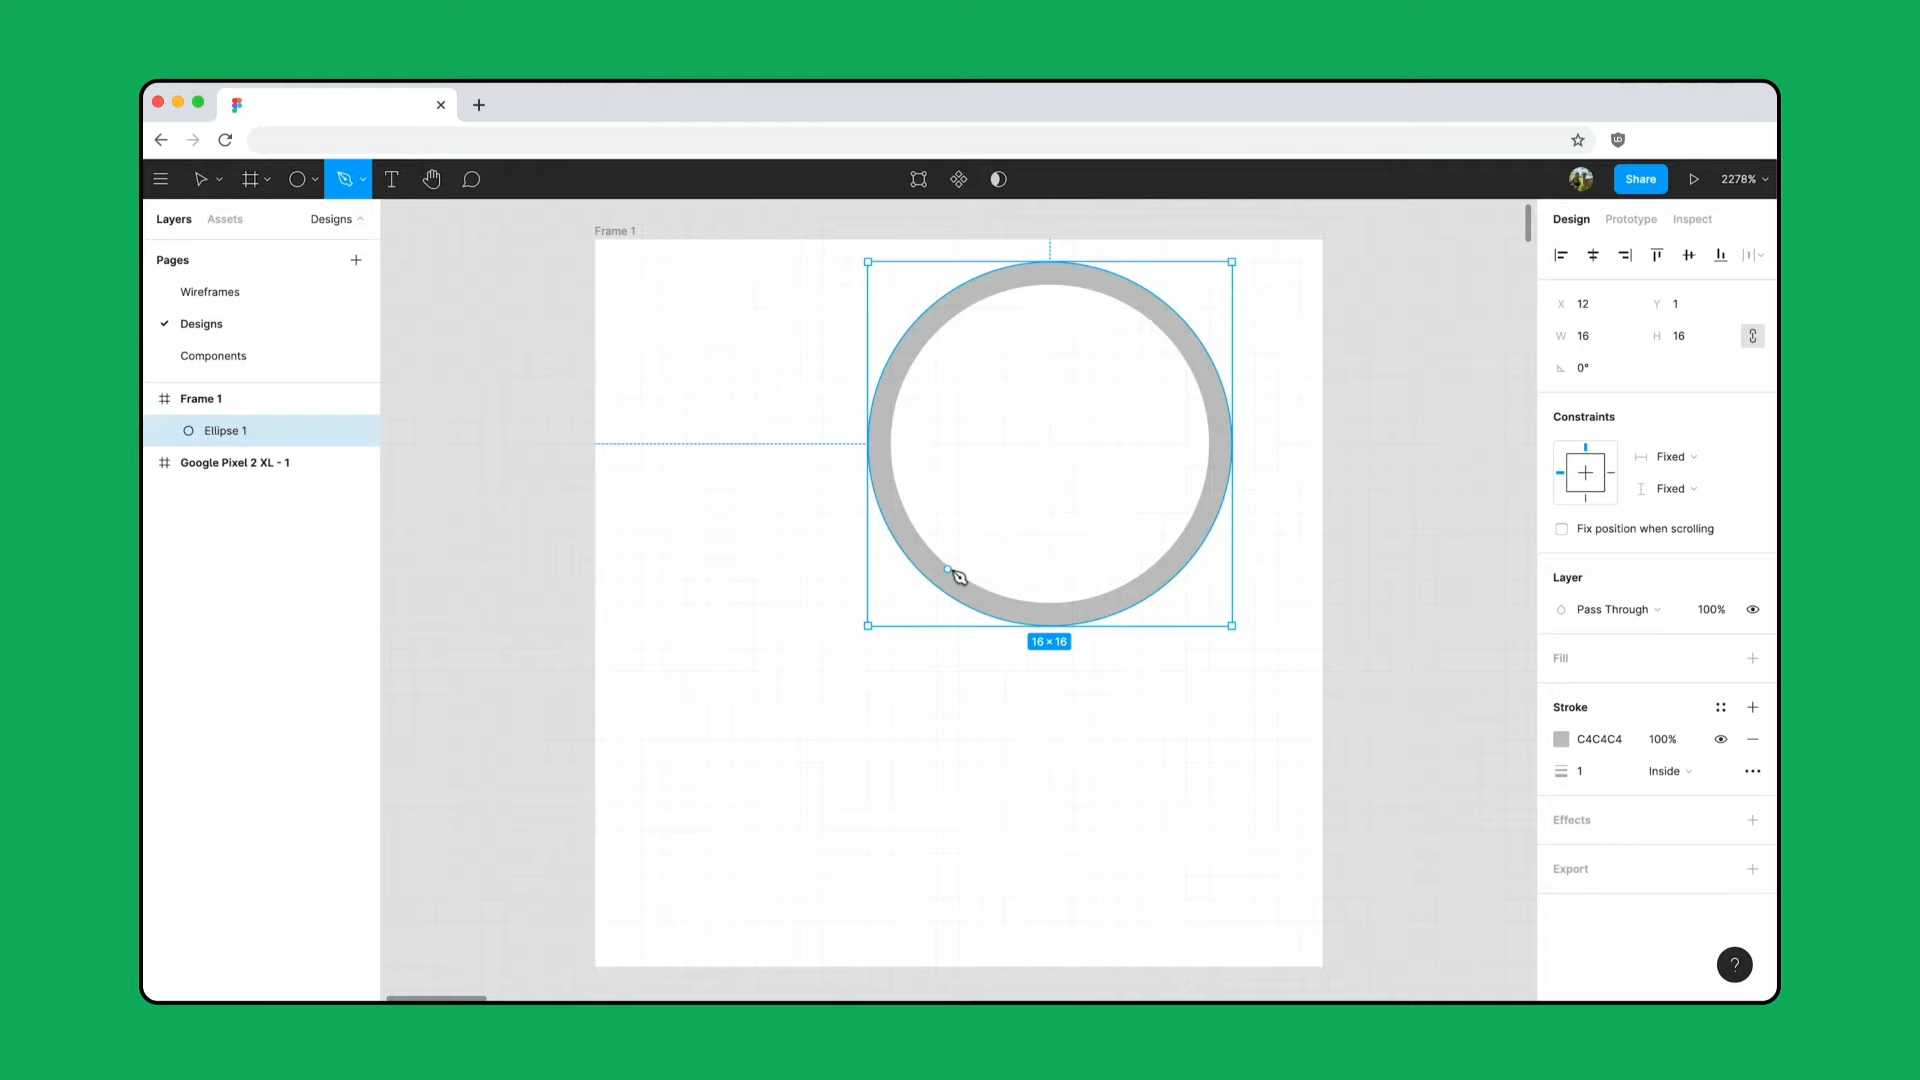 Share
2278%
Layers Assets Designs
Pages
Wireframes
Designs
Components
Frame 1
Ellipse 1
Google Pixel 2 XL - 1
Frame 1
16 × 16
Design Prototype Inspect
X 12 Y 1
W 16 H 16
0°
Constraints
Fixed
Fixed
Fix position when scrolling
Layer
Pass Through 100%
Fill
Stroke
C4C4C4 100%
1 Inside
Effects
Export
?